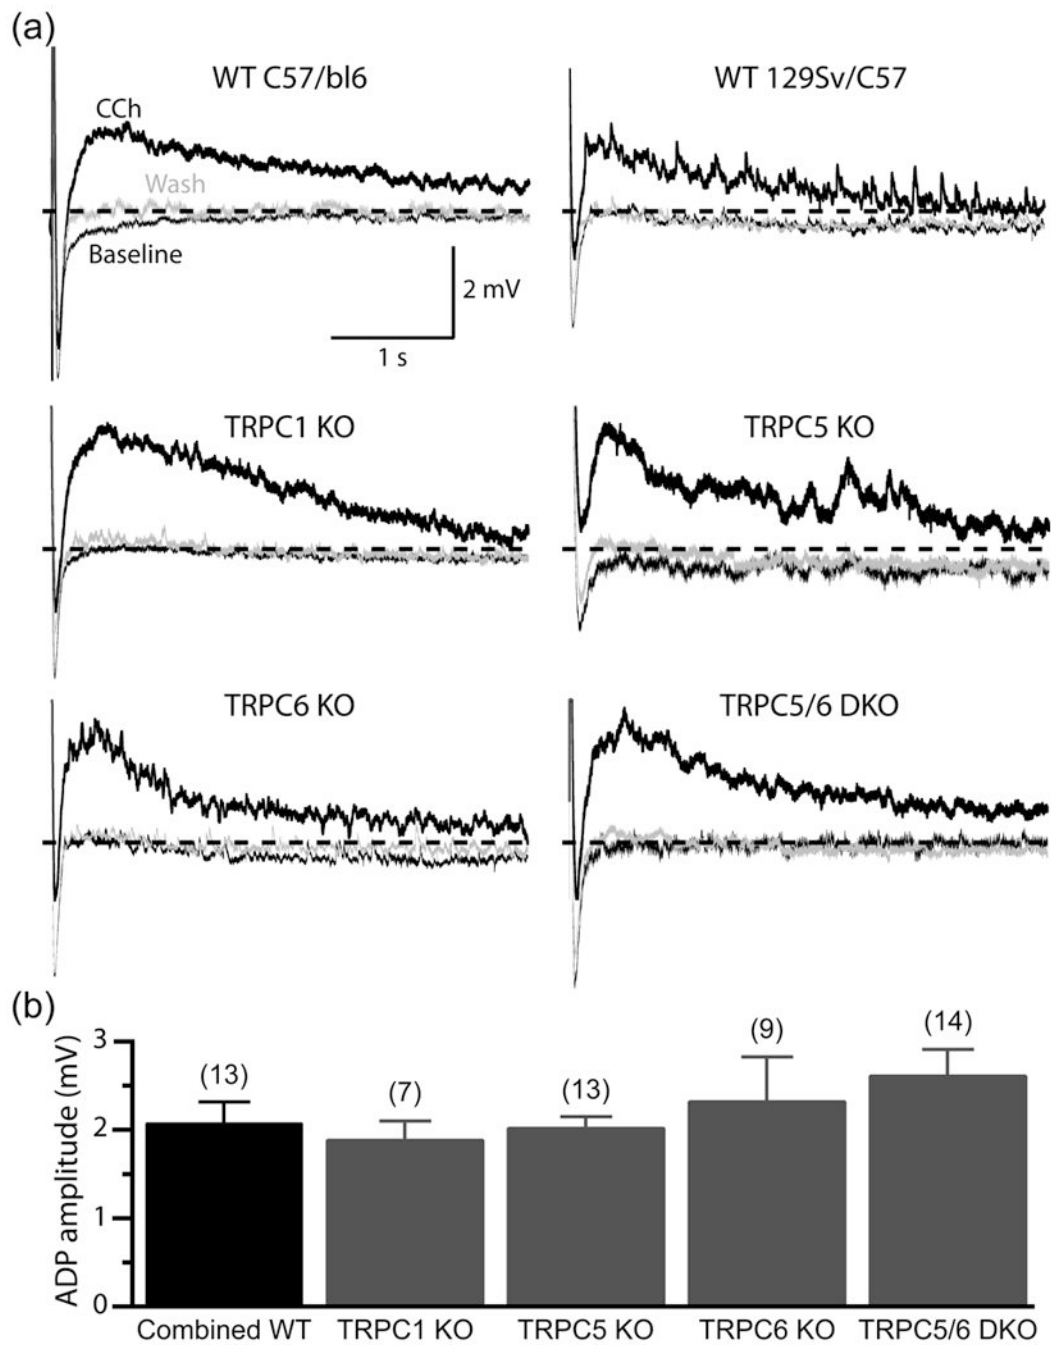 (a)
WT C57/bl6
WT 129Sv/C57
CCh
Wash
Baseline
2 mV
1 s
TRPC1 KO
TRPC5 KO
TRPC6 KO
TRPC5/6 DKO
(b)
ADP amplitude (mV)
3
2
1
0
(13)
(7)
(13)
(9)
(14)
Combined WT
TRPC1 KO
TRPC5 KO
TRPC6 KO
TRPC5/6 DKO